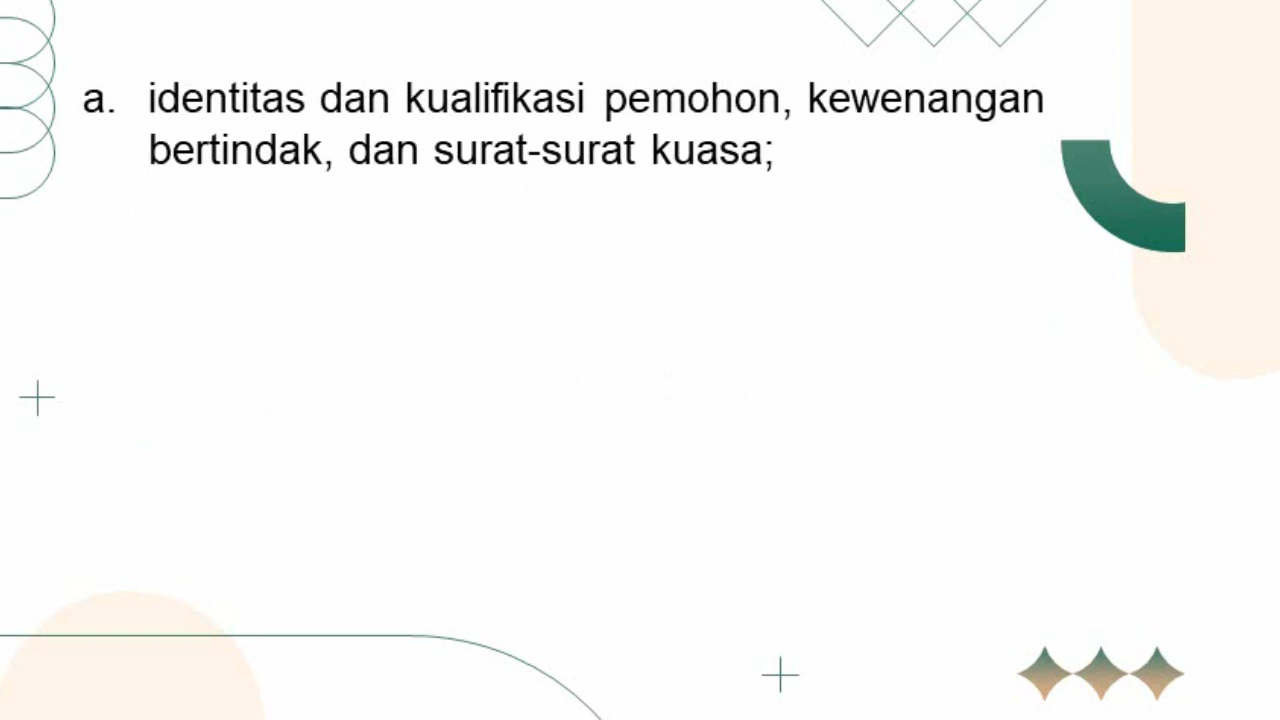 a. identitas dan kualifikasi pemohon, kewenangan
bertindak, dan surat-surat kuasa;